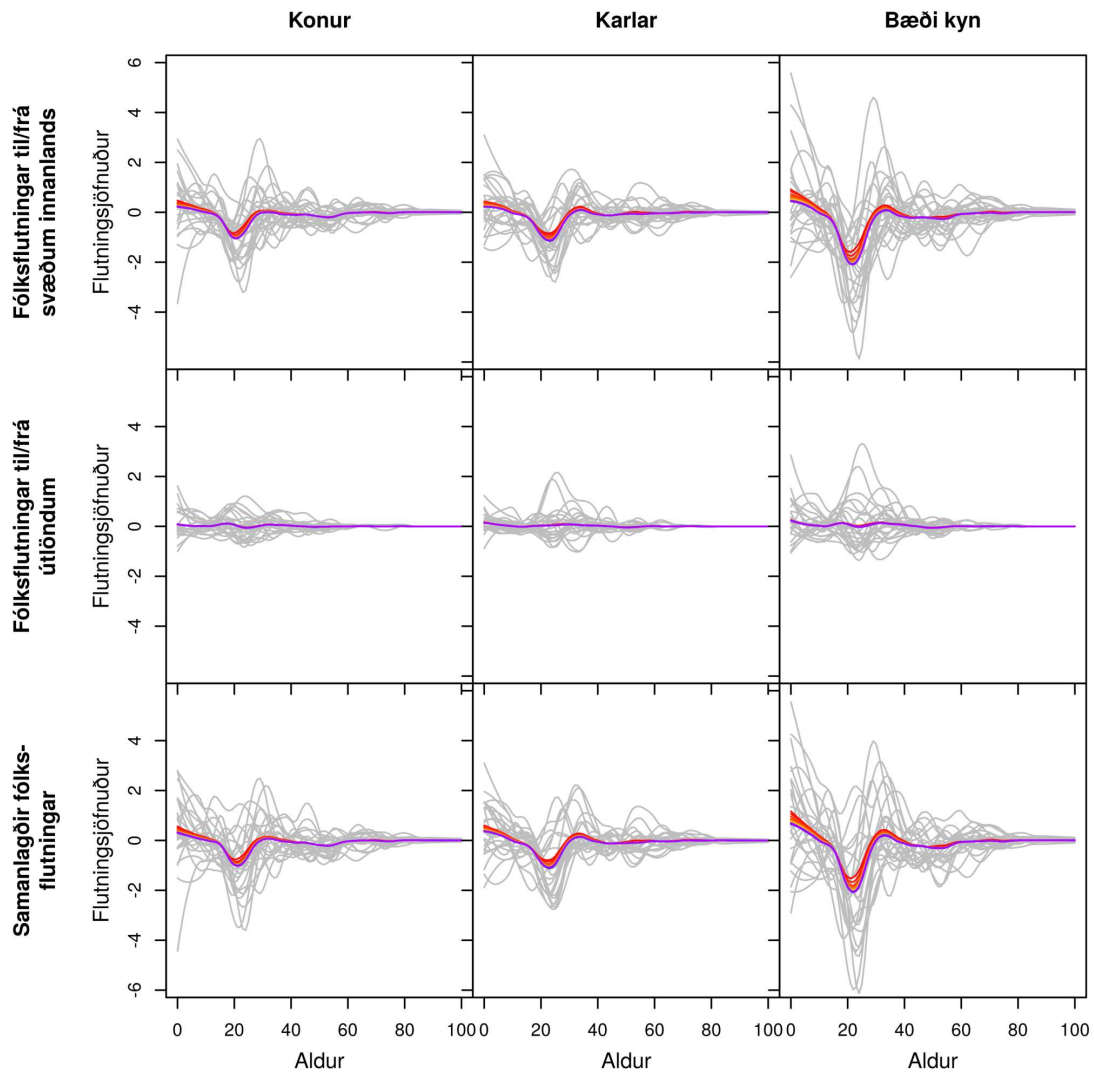 Konur
Karlar
Bæði kyn
Fólksflutningar til/frá
svæðum innanlands
Flutningsjöfnuður
6
4
2
0
-2
-4
Fólksflutningar til/frá
útlöndum
Flutningsjöfnuður
4
2
0
-2
-4
Samanlagðir fólks-
flutningar
Flutningsjöfnuður
4
2
0
-2
-4
-6
0 20 40 60 80 100
0 20 40 60 80 100
0 20 40 60 80 100
Aldur
Aldur
Aldur